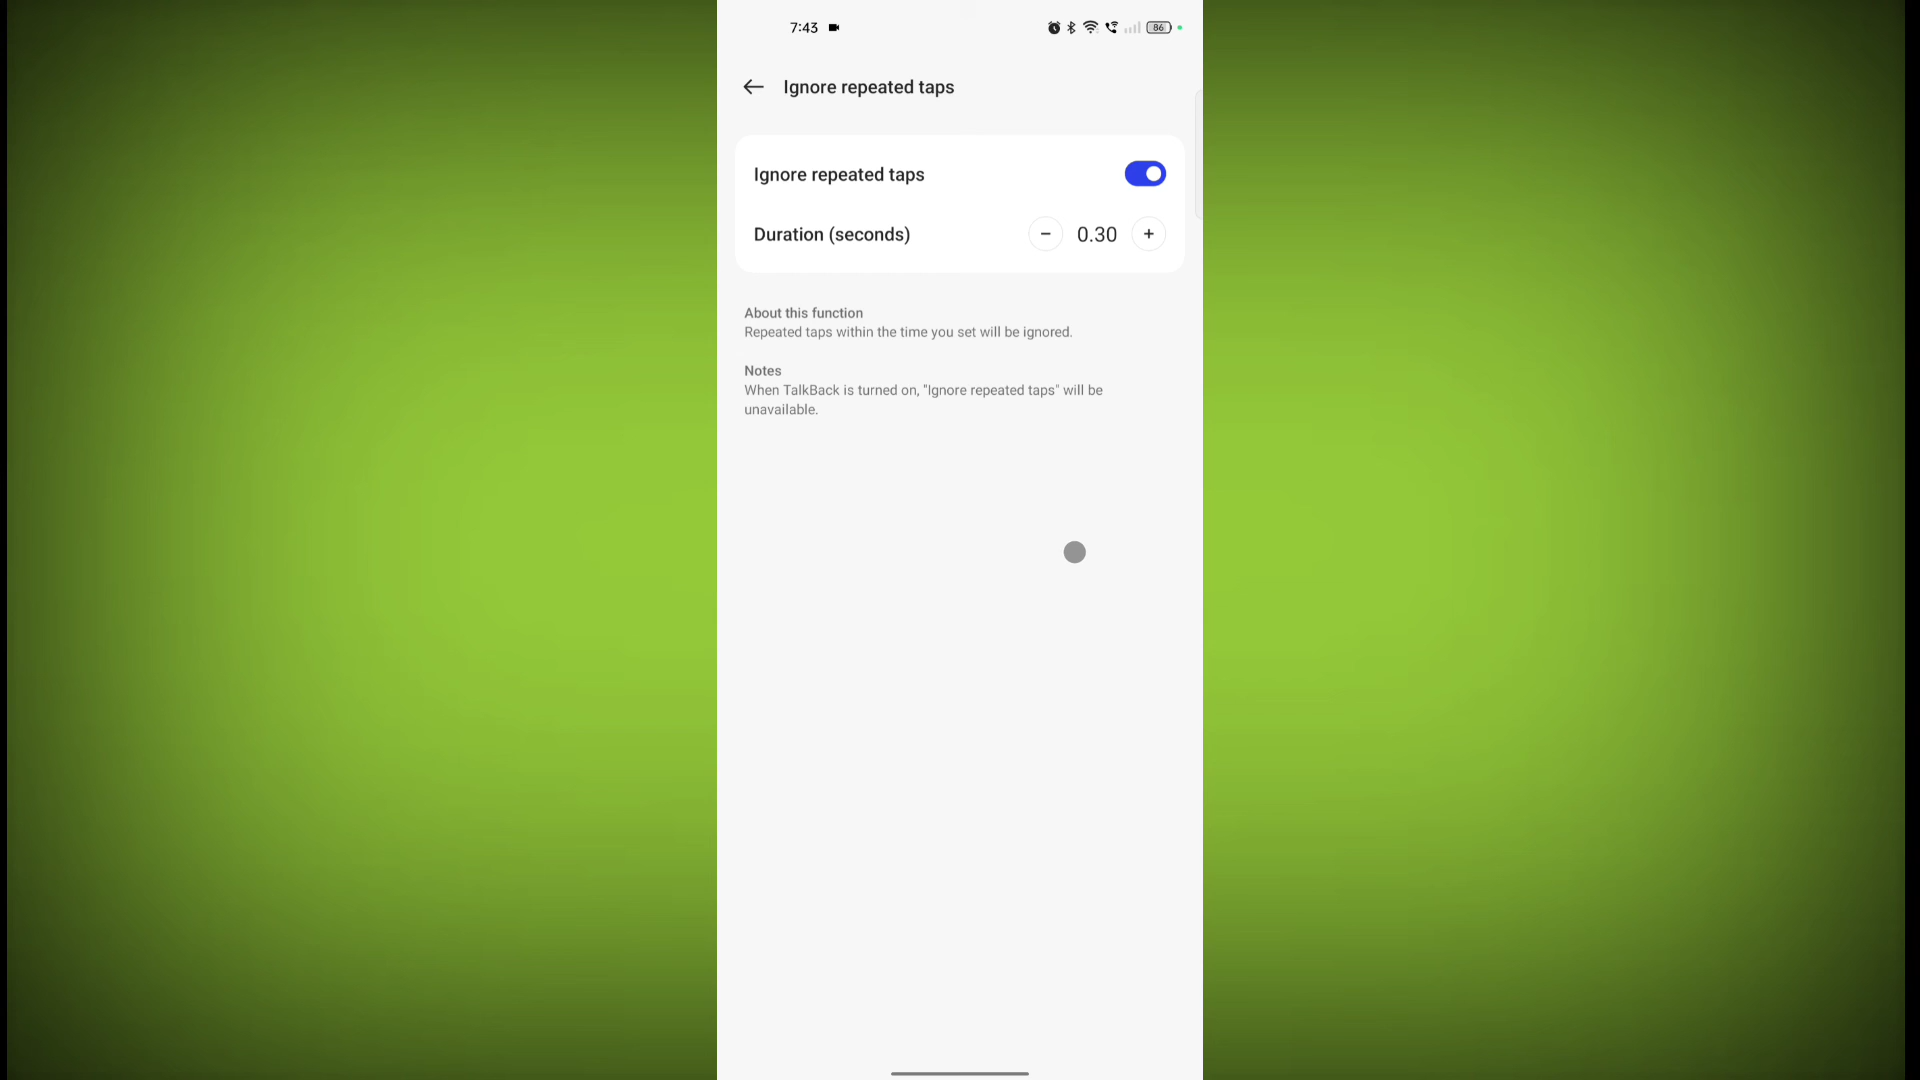 7:43
86
Ignore repeated taps
Ignore repeated taps
Duration (seconds)
− 0.30 +
About this function
Repeated taps within the time you set will be ignored.
Notes
When TalkBack is turned on, "Ignore repeated taps" will be
unavailable.